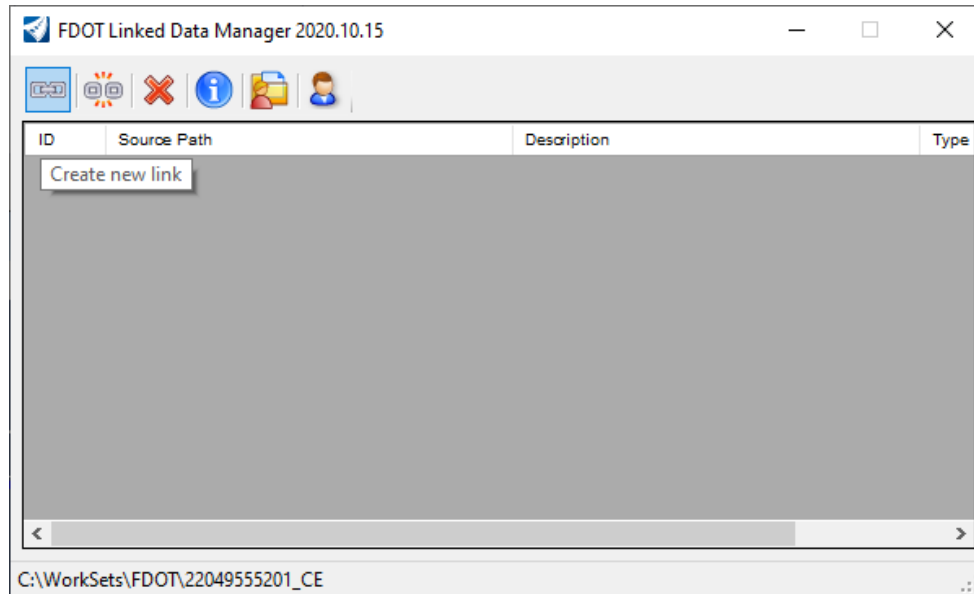 FDOT Linked Data Manager 2020.10.15
ID Source Path Description Type
Create new link
C:\WorkSets\FDOT\22049555201_CE